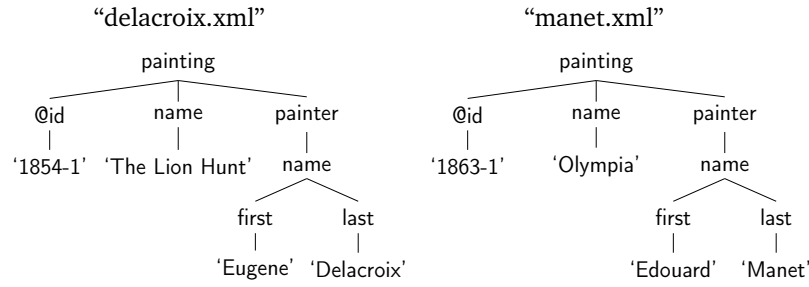 “delacroix.xml” “manet.xml”
painting painting
@id name painter @id name painter
‘1854-1’ ‘The Lion Hunt’ name ‘1863-1’ ‘Olympia’ name
first last first last
‘Eugene’ ‘Delacroix’ ‘Edouard’ ‘Manet’